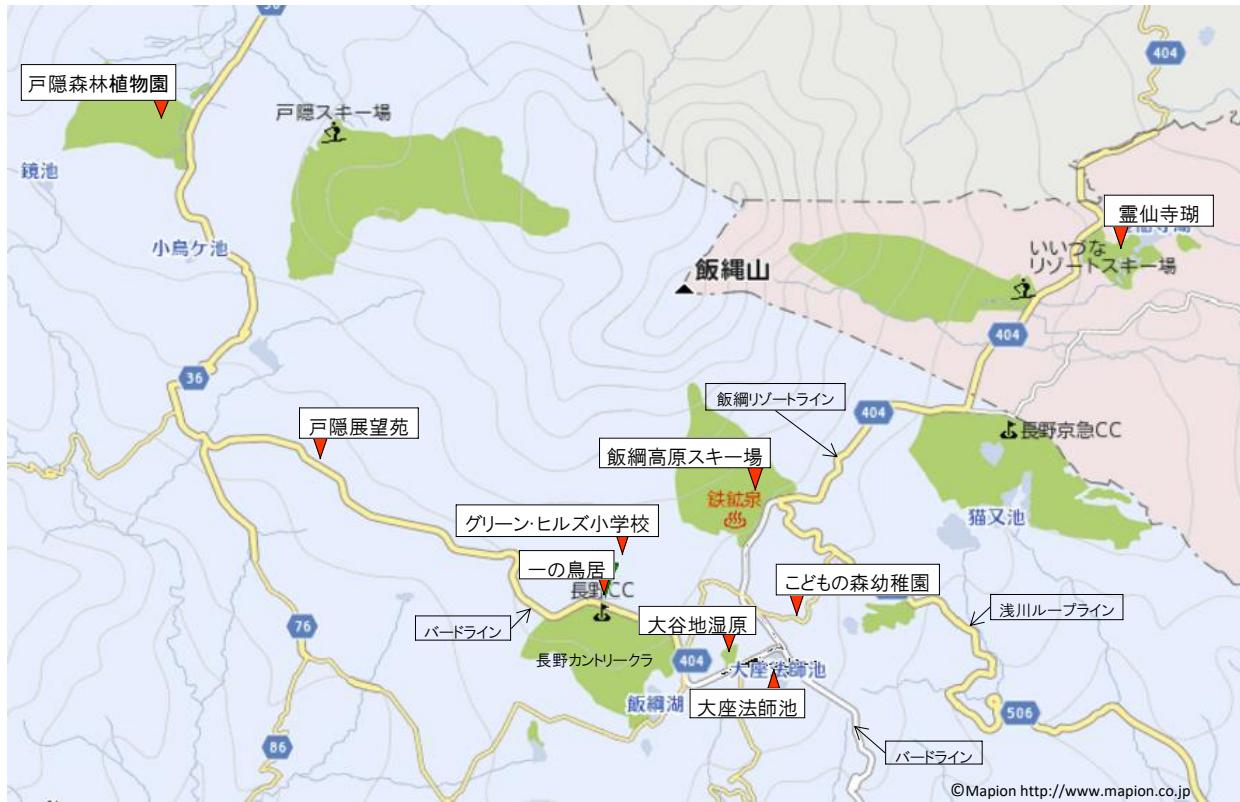 36
404
戸隠森林植物園
戸隠スキー場
鏡池
小鳥ケ池
霊仙寺瑚
いいづな
リゾートスキー場
飯縄山
404
36
飯綱リゾートライン
404
戸隠展望苑
長野京急CC
飯綱高原スキー場
鉄鉱泉
猫又池
グリーン・ヒルズ小学校
一の鳥居
長野CC
こどもの森幼稚園
浅川ループライン
76
バードライン
大谷地湿原
長野カントリークラ
404
大座法師池
飯綱湖
大座法師池
506
86
バードライン
©Mapion http://www.mapion.co.jp